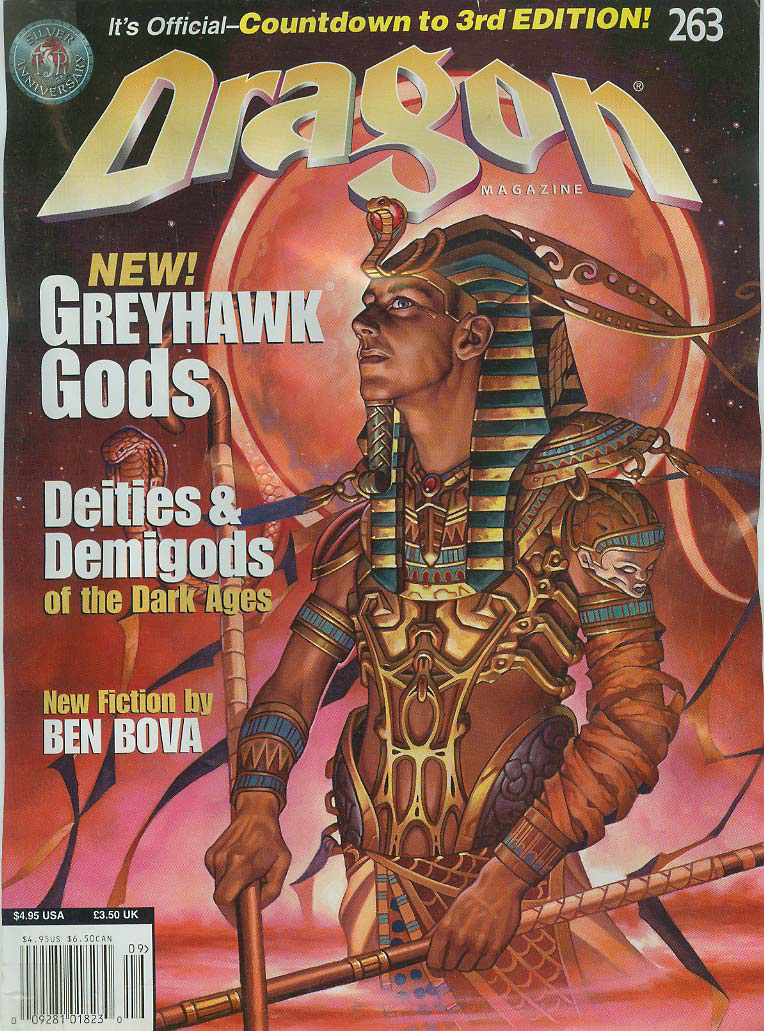 It's Official–Countdown to 3rd EDITION! 263
SILVER
TSR
ANNIVERSARY
Dragon®
MAGAZINE
NEW!
GREYHAWK®
Gods
Deities &
Demigods
of the Dark Ages
New Fiction by
BEN BOVA
$4.95 USA £3.50 UK
$4.95US $6.50CAN
09>
0 09281 01823 0